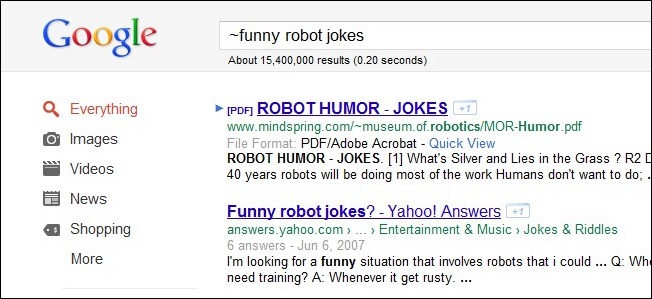 Google
~funny robot jokes
About 15,400,000 results (0.20 seconds)
Everything
Images
Videos
News
Shopping
More
[PDF] ROBOT HUMOR - JOKES +1
www.mindspring.com/~museum.of.robotics/MOR-Humor.pdf
File Format: PDF/Adobe Acrobat - Quick View
ROBOT HUMOR - JOKES. [1] What's Silver and Lies in the Grass ? R2 D
40 years robots will be doing most of the work Humans don't want to do; ...
Funny robot jokes? - Yahoo! Answers +1
answers.yahoo.com › ... › Entertainment & Music › Jokes & Riddles
6 answers - Jun 6, 2007
I'm looking for a funny situation that involves robots that i could ... Q: Whe
need training? A: Whenever it get rusty. ...